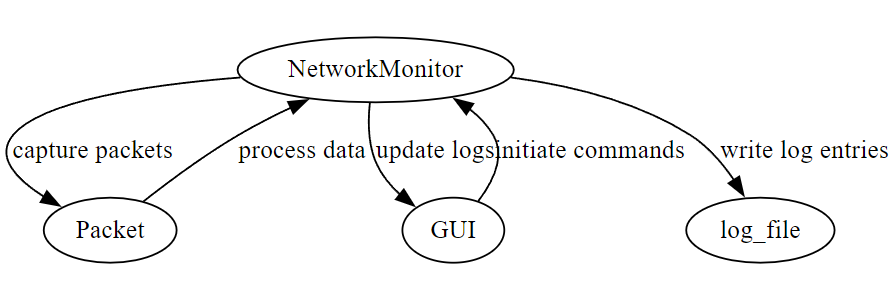 NetworkMonitor
capture packets
process data
update logs
initiate commands
write log entries
Packet
GUI
log_file